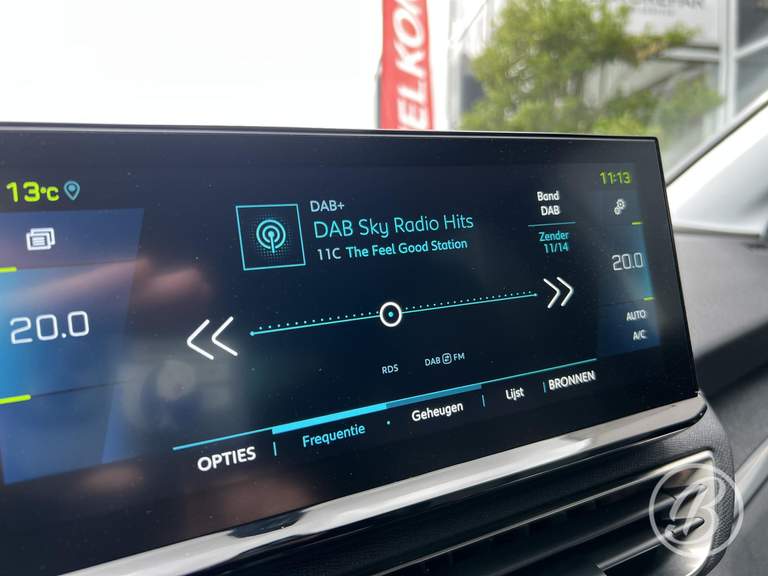 ELKO
13°C
11:13
DAB+
DAB Sky Radio Hits
11C The Feel Good Station
Band
DAB
Zender
11/14
20.0
20.0
AUTO
A/C
RDS
DAB FM
OPTIES
Frequentie
Geheugen
Lijst
BRONNEN
B